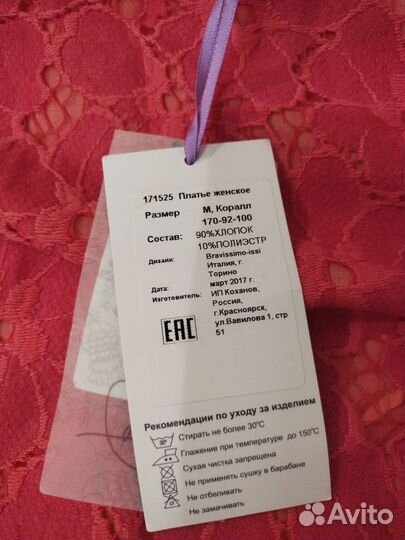 171525 Платье женское
Размер М, Коралл
170-92-100
Состав: 90%ХЛОПОК
10%ПОЛИЭСТР
Дизайн: Bravissimo-issi
Италия, г.
Торино
Дата: март 2017 г.
Изготовитель: ИП Коханов,
Россия,
г.Красноярск,
ул.Вавилова 1, стр
51
EAC
Рекомендации по уходу за изделием
30° Стирать не более 30°С
Глажение при температуре до 150°С
Сухая чистка запрещена
Не применять сушку в барабане
Не отбеливать
Не замачивать
Avito